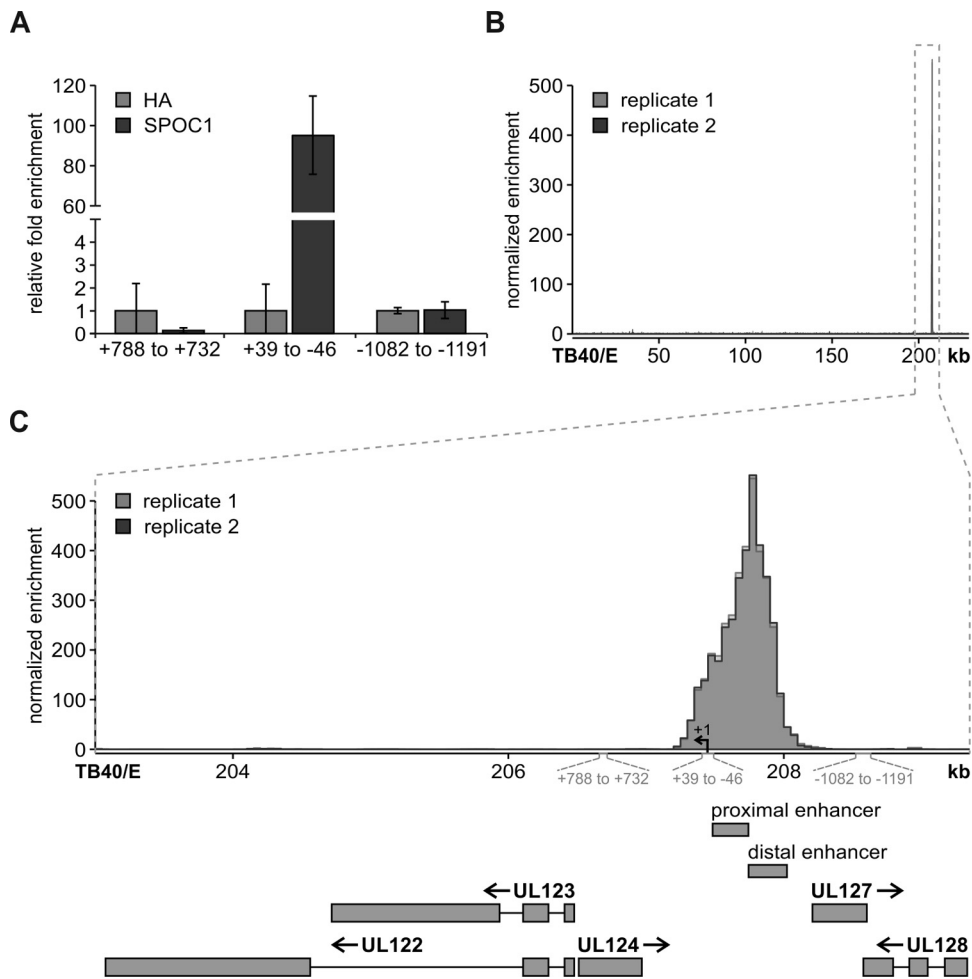 A
relative fold enrichment
120
100
80
60
4
3
2
1
0
HA
SPOC1
+788 to +732
+39 to -46
-1082 to -1191
B
normalized enrichment
500
400
300
200
100
0
replicate 1
replicate 2
TB40/E
50
100
150
200
kb
C
normalized enrichment
500
400
300
200
100
0
replicate 1
replicate 2
+1
TB40/E
204
206
208
kb
+788 to +732
+39 to -46
-1082 to -1191
proximal enhancer
distal enhancer
UL123
UL127
UL122
UL124
UL128